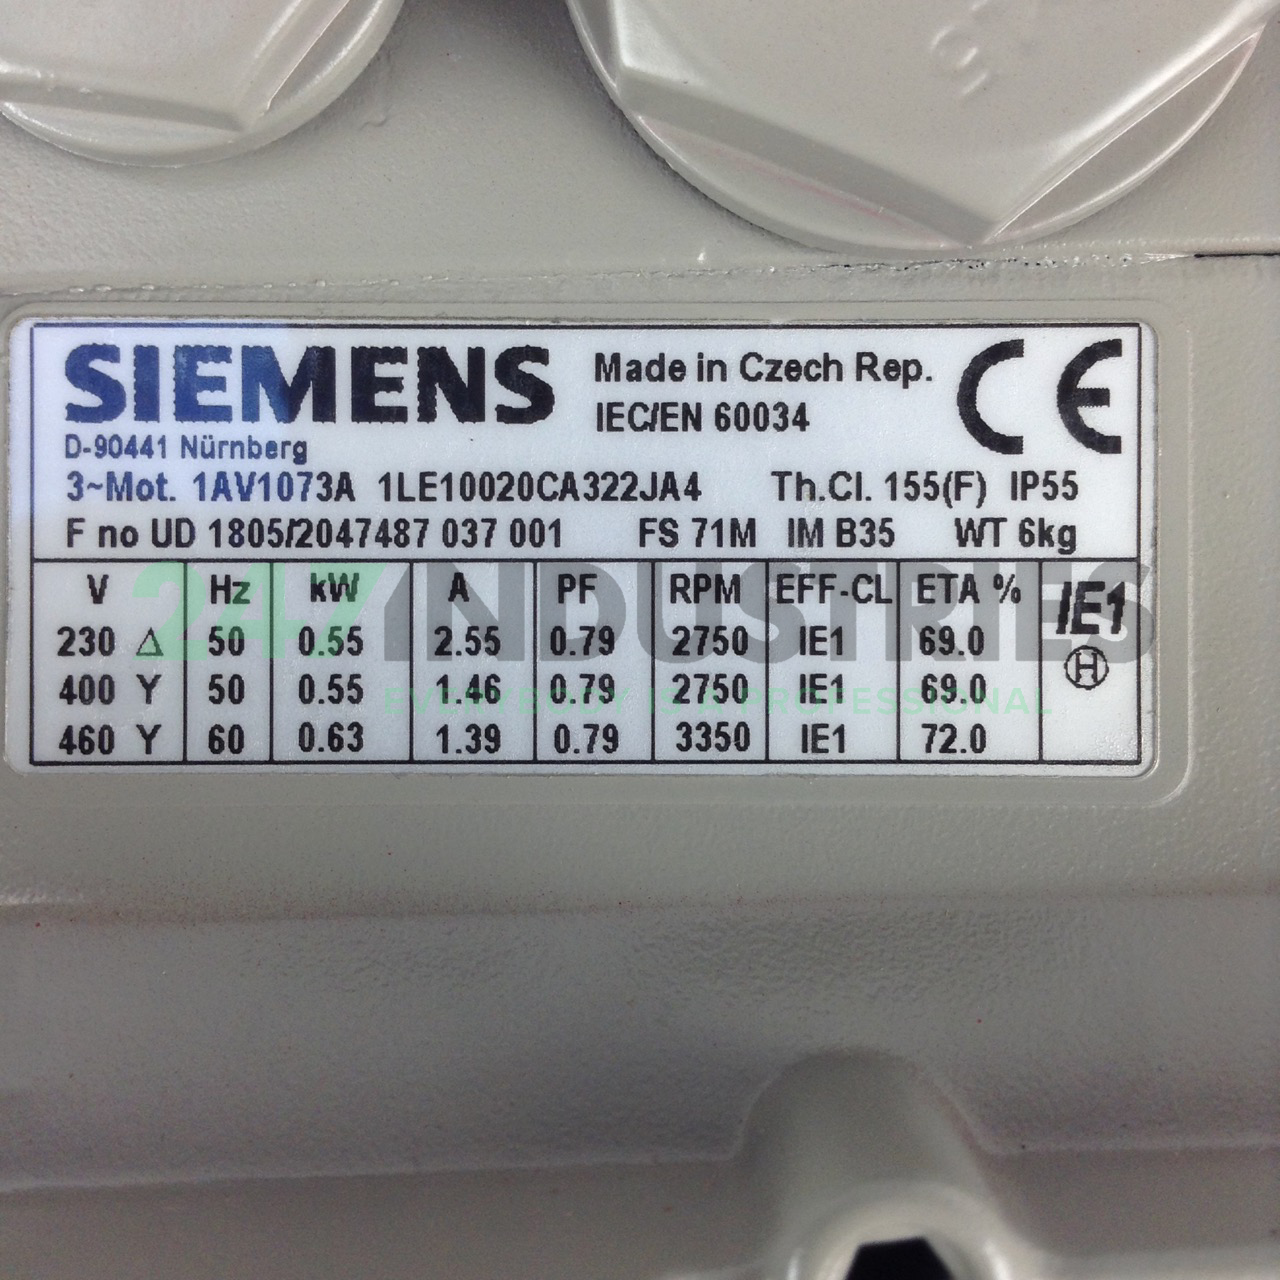 SIEMENS
D-90441 Nürnberg
Made in Czech Rep.
IEC/EN 60034
CE
3~Mot. 1AV1073A 1LE10020CA322JA4 Th.Cl. 155(F) IP55
F no UD 1805/2047487 037 001 FS 71M IM B35 WT 6kg
V Hz kW A PF RPM EFF-CL ETA % IE1
230 Δ 50 0.55 2.55 0.79 2750 IE1 69.0
H
400 Y 50 0.55 1.46 0.79 2750 IE1 69.0
460 Y 60 0.63 1.39 0.79 3350 IE1 72.0
247 INDUSTRIES
EVERYBODY IS A PROFESSIONAL